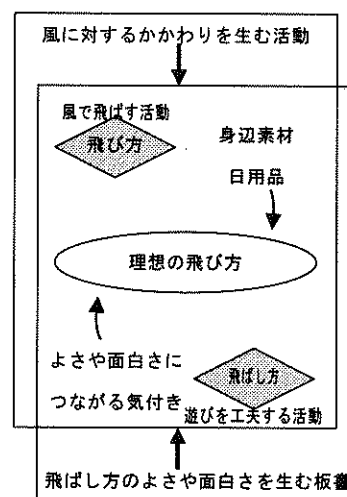 風に対するかかわりを生む活動
風で飛ばす活動
飛び方
身辺素材
日用品
理想の飛び方
よさや面白さに
つながる気付き
飛ばし方
遊びを工夫する活動
飛ばし方のよさや面白さを生む板書